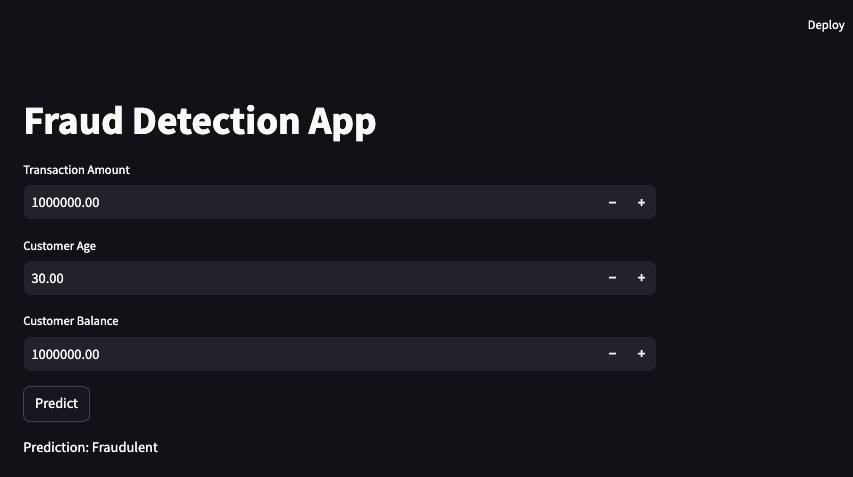 Deploy
Fraud Detection App
Transaction Amount
1000000.00
Customer Age
30.00
Customer Balance
1000000.00
Predict
Prediction: Fraudulent